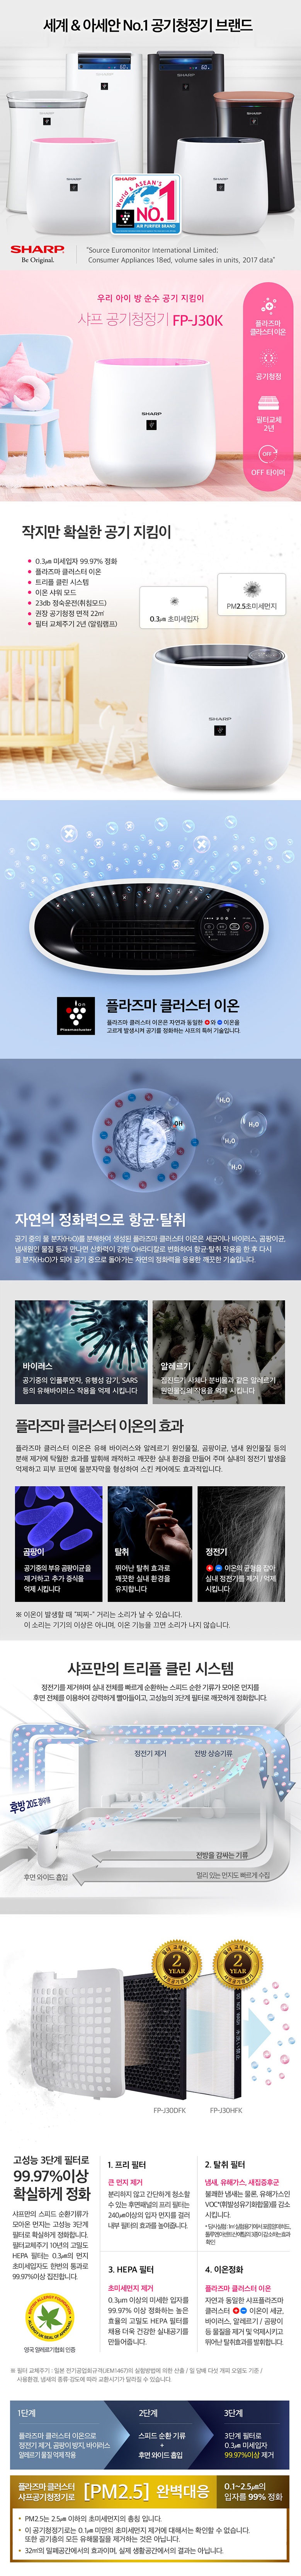 세계 & 아세안 No.1 공기청정기 브랜드
SHARP
World & ASEAN's
No.1
AIR PURIFIER BRAND
SHARP
Be Original.
"Source Euromonitor International Limited;
Consumer Appliances 18ed, volume sales in units, 2017 data"
우리 아이 방 순수 공기 지킴이
샤프 공기청정기 FP-J30K
플라즈마
클러스터 이온
공기청정
필터교체
2년
OFF
OFF 타이머
SHARP
작지만 확실한 공기 지킴이
0.3㎛ 미세입자 99.97% 정화
플라즈마 클러스터 이온
트리플 클린 시스템
이온 샤워 모드
23db 정숙운전(취침모드)
권장 공기청정 면적 22㎡
필터 교체주기 2년 (알림램프)
0.3㎛ 초미세입자
PM2.5초미세먼지
SHARP
Plasmacluster
플라즈마 클러스터 이온
플라즈마 클러스터 이온은 자연과 동일한 +와 -이온을
고르게 발생시켜 공기를 정화하는 샤프의 특허 기술입니다.
OH
H₂O
H₂O
H₂O
H₂O
자연의 정화력으로 항균·탈취
공기 중의 물 분자(H₂O)를 분해하여 생성된 플라즈마 클러스터 이온은 세균이나 바이러스, 곰팡이균,
냄새원인 물질 등과 만나면 산화력이 강한 OH라디칼로 변화하여 항균·탈취 작용을 한 후 다시
물 분자(H₂O)가 되어 공기 중으로 돌아가는 자연의 정화력을 응용한 깨끗한 기술입니다.
바이러스
공기중의 인플루엔자, 유행성 감기, SARS
등의 유해바이러스 작용을 억제 시킵니다
알레르기
집진드기 사체나 분비물과 같은 알레르기
원인물질의 작용을 억제 시킵니다
플라즈마 클러스터 이온의 효과
플라즈마 클러스터 이온은 유해 바이러스와 알레르기 원인물질, 곰팡이균, 냄새 원인물질 등의
분해 제거에 탁월한 효과를 발휘해 쾌적하고 깨끗한 실내 환경을 만들어 주며 실내의 정전기 발생을
억제하고 피부 표면에 물분자막을 형성하여 스킨 케어에도 효과적입니다.
곰팡이
공기중의 부유 곰팡이균을
제거하고 추가 증식을
억제 시킵니다
탈취
뛰어난 탈취 효과로
깨끗한 실내 환경을
유지합니다
정전기
+ - 이온이 균형을 잡아
실내 정전기를 제거 / 억제
시킵니다
※ 이온이 발생할 때 "찌찌~" 거리는 소리가 날 수 있습니다.
이 소리는 기기의 이상은 아니며, 이온 기능을 끄면 소리가 나지 않습니다.
샤프만의 트리플 클린 시스템
정전기를 제거하며 실내 전체를 빠르게 순환하는 스피드 순환 기류가 모아온 먼지를
후면 전체를 이용하여 강력하게 빨아들이고, 고성능의 3단계 필터로 깨끗하게 정화합니다.
정전기 제거
전방 상승기류
후방 20도 경사각
전방을 감싸는 기류
후면 와이드 흡입
멀리 있는 먼지도 빠르게 수집
2
YEAR
2
YEAR
FP-J30DFK
FP-J30HFK
고성능 3단계 필터로
99.97%이상
확실하게 정화
샤프만의 스피드 순환기류가
모아온 먼지는 고성능 3단계
필터로 확실하게 정화합니다.
필터교체주기 10년의 고밀도
HEPA 필터는 0.3㎛의 먼지
초미세입자도 한번의 통과로
99.97%이상 집진합니다.
영국 알레르기협회 인증
1. 프리 필터
큰 먼지 제거
분리하지 않고 간단하게 청소할
수 있는 후면패널의 프리 필터는
240㎛이상의 입자 먼지를 걸러
내부 필터의 효과를 높여줍니다.
2. 탈취 필터
냄새, 유해가스, 새집증후군
불쾌한 냄새는 물론, 유해가스인
VOC*(휘발성유기화합물)를 감소
시킵니다.
3. HEPA 필터
초미세먼지 제거
0.3㎛ 이상의 미세한 입자를
99.97% 이상 정화하는 높은
효율의 고밀도 HEPA 필터를
채용 더욱 건강한 실내공기를
만들어줍니다.
4. 이온정화
플라즈마 클러스터 이온
자연과 동일한 샤프플라즈마
클러스터 + - 이온이 세균,
바이러스, 알레르기 / 곰팡이
등 물질을 제거 및 억제시키고
뛰어난 탈취효과를 발휘합니다.
※ 필터 교체주기 : 일본 전기공업회규격(JEM1467)의 실험방법에 의한 산출 / 일 담배 다섯 개피 오염도 기준 /
사용환경, 냄새의 종류·강도에 따라 교환시기가 달라질 수 있습니다.
1단계
플라즈마 클러스터 이온으로
정전기 제거, 곰팡이 방지, 바이러스
알레르기 물질 억제 작용
2단계
스피드 순환 기류
+
후면 와이드 흡입
3단계
3단계 필터로
0.3㎛ 미세입자
99.97%이상 제거
플라즈마 클러스터
샤프공기청정기로
[PM2.5] 완벽대응
0.1~2.5㎛의
입자를 99% 정화
PM2.5는 2.5㎛ 이하의 초미세먼지의 총칭 입니다.
이 공기청정기로는 0.1㎛ 미만의 초미세먼지 제거에 대해서는 확인할 수 없습니다.
또한 공기중의 모든 유해물질을 제거하는 것은 아닙니다.
32㎥의 밀폐공간에서의 효과이며, 실제 생활공간에서의 결과는 아닙니다.